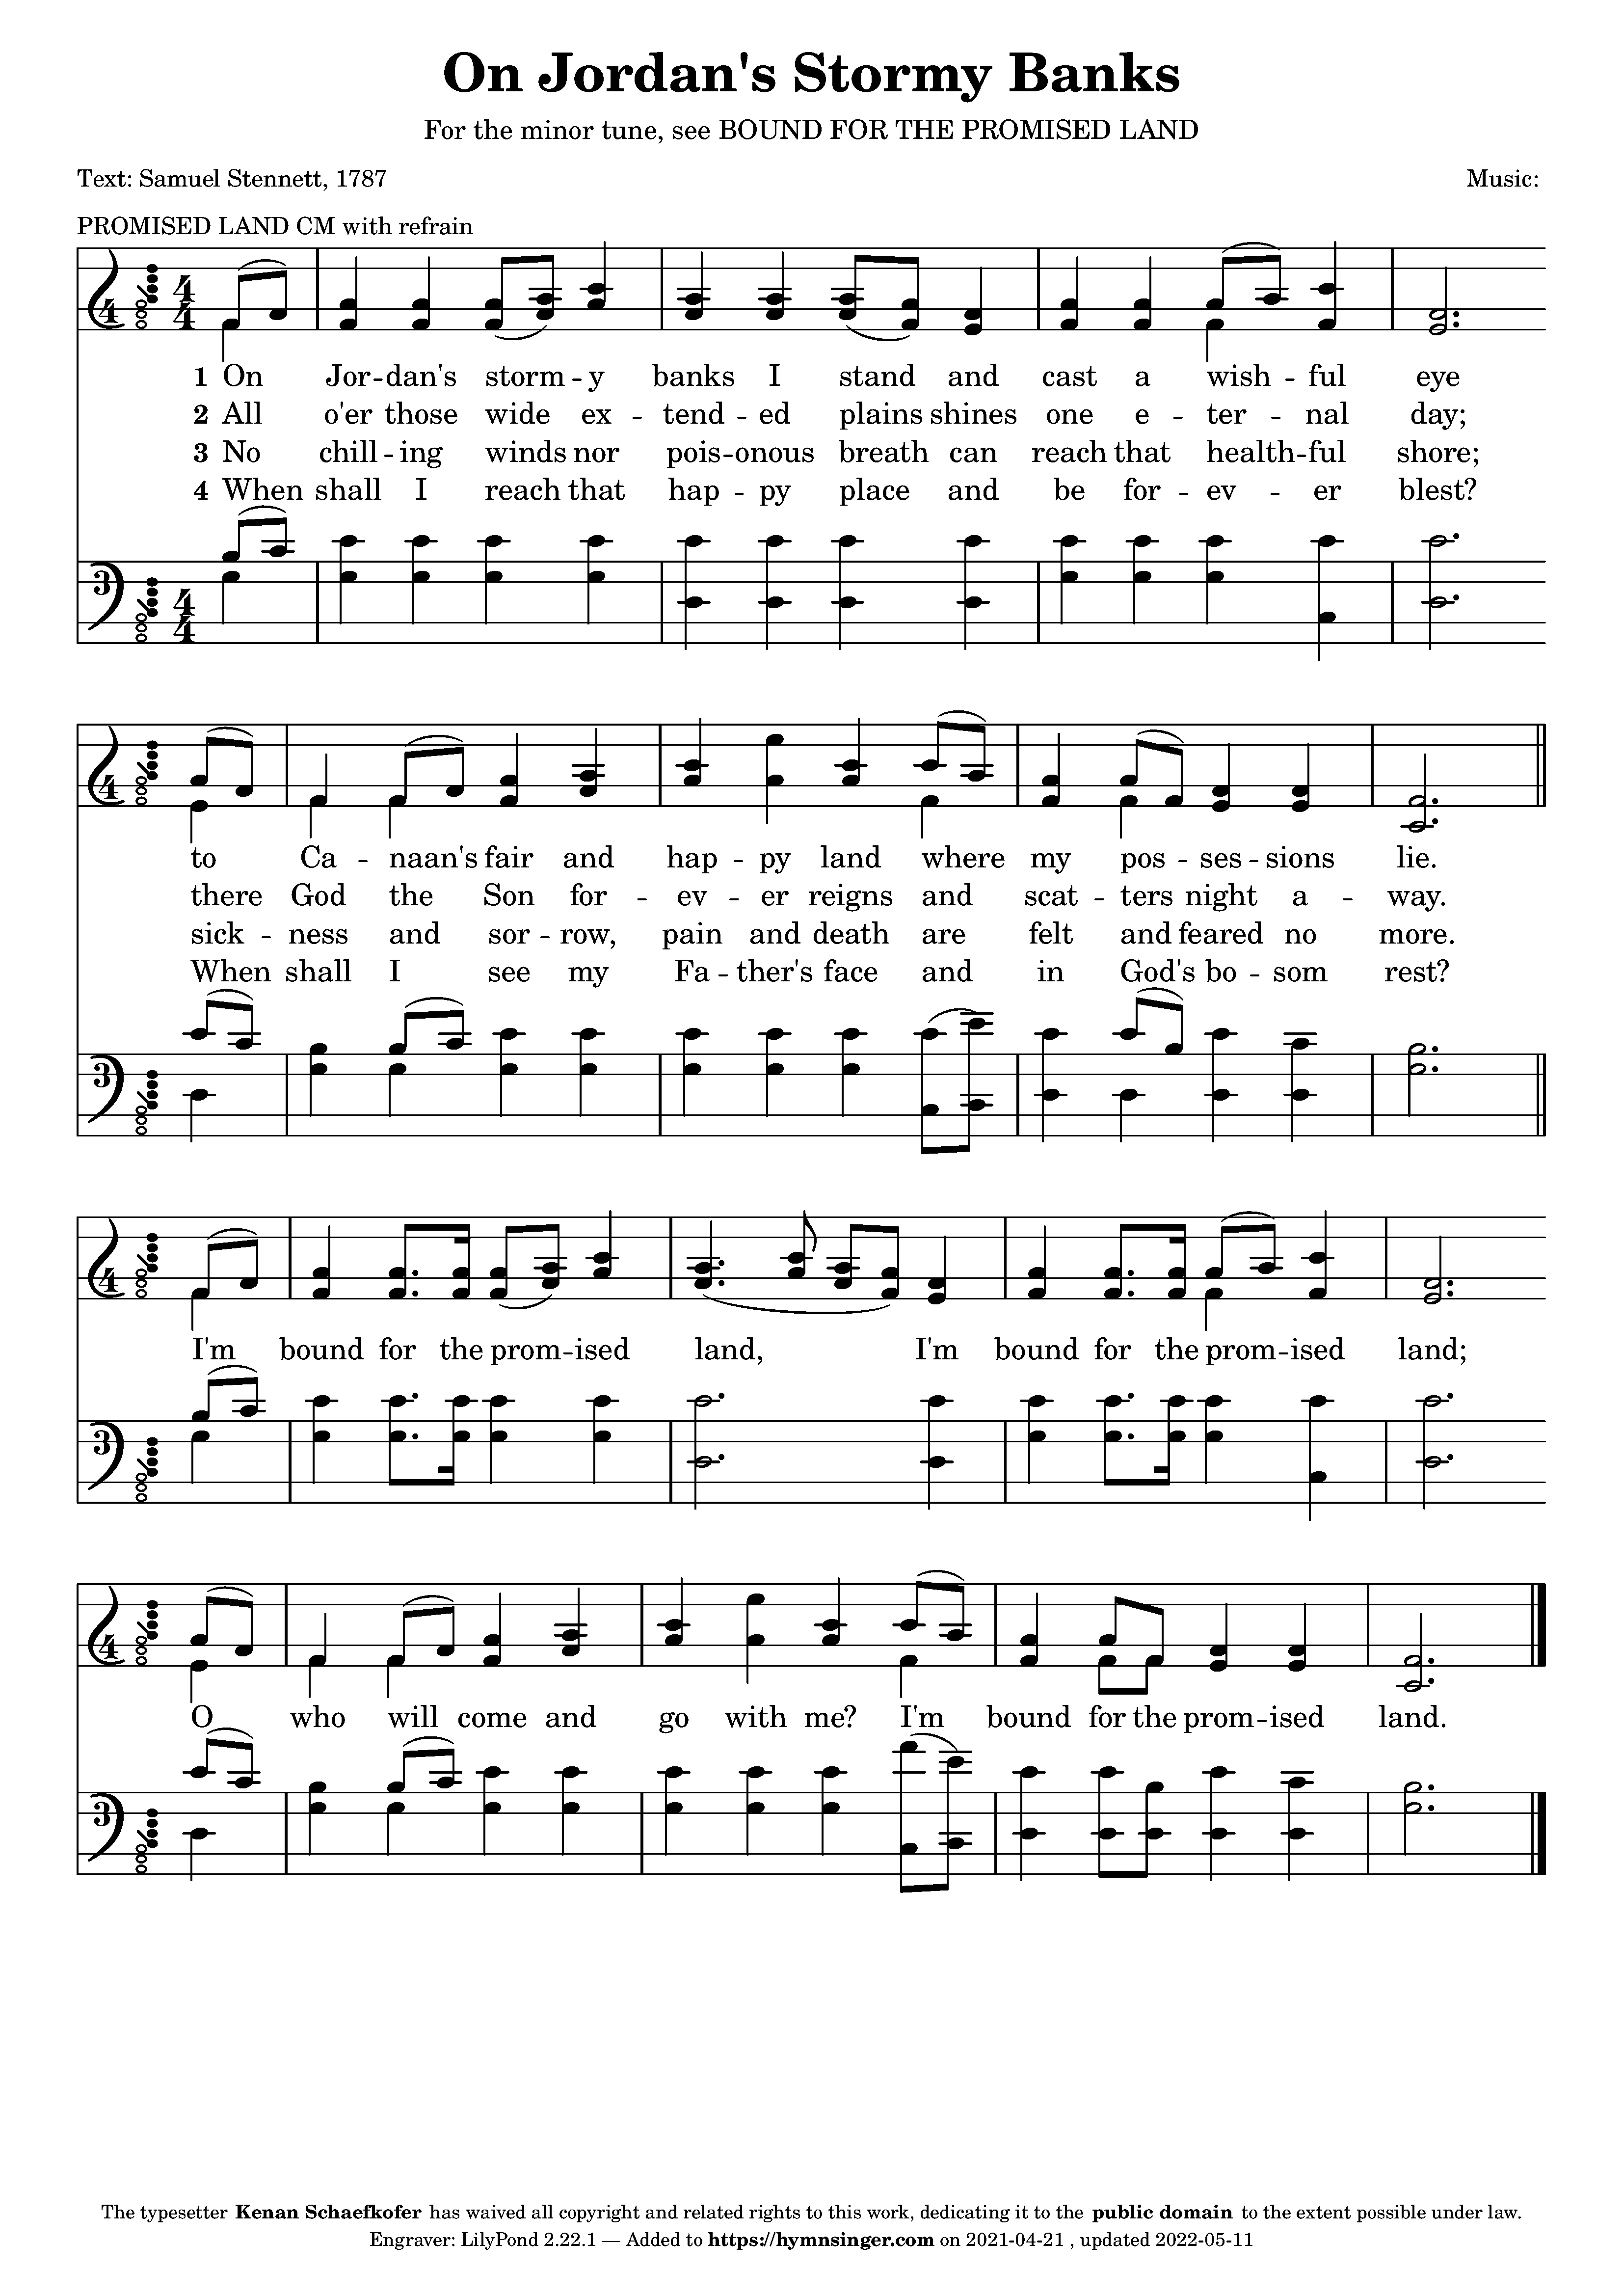 On Jordan's Stormy Banks
For the minor tune, see BOUND FOR THE PROMISED LAND
Text: Samuel Stennett, 1787
Music:
PROMISED LAND CM with refrain
1 On Jor - dan's storm - y banks I stand and cast a wish - ful eye
2 All o'er those wide ex - tend - ed plains shines one e - ter - nal day;
3 No chill - ing winds nor pois - onous breath can reach that health - ful shore;
4 When shall I reach that hap - py place and be for - ev - er blest?
to Ca - naan's fair and hap - py land where my pos - ses - sions lie.
there God the Son for - ev - er reigns and scat - ters night a - way.
sick - ness and sor - row, pain and death are felt and feared no more.
When shall I see my Fa - ther's face and in God's bo - som rest?
I'm bound for the prom - ised land, I'm bound for the prom - ised land;
O who will come and go with me? I'm bound for the prom - ised land.
The typesetter Kenan Schaefkofer has waived all copyright and related rights to this work, dedicating it to the public domain to the extent possible under law.
Engraver: LilyPond 2.22.1 — Added to https://hymnsinger.com on 2021-04-21 , updated 2022-05-11